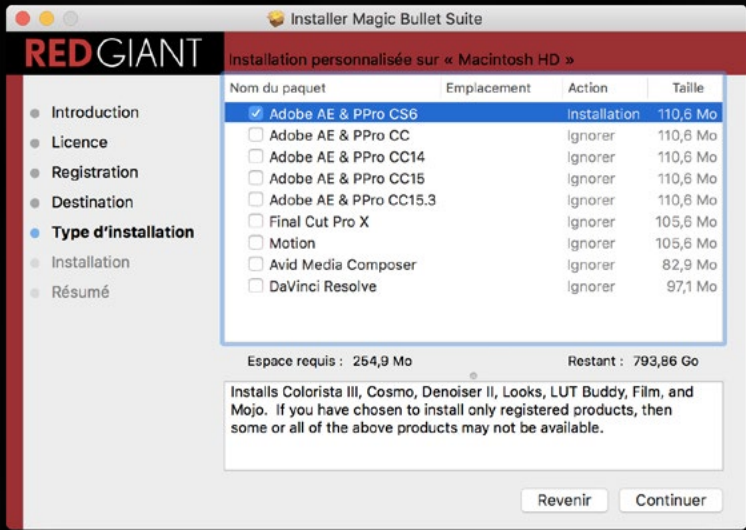 Installer Magic Bullet Suite
REDGIANT
Installation personnalisée sur « Macintosh HD »
Introduction
Licence
Registration
Destination
Type d'installation
Installation
Résumé
Nom du paquet Emplacement Action Taille
Adobe AE & PPro CS6 Installation 110,6 Mo
Adobe AE & PPro CC Ignorer 110,6 Mo
Adobe AE & PPro CC14 Ignorer 110,6 Mo
Adobe AE & PPro CC15 Ignorer 110,6 Mo
Adobe AE & PPro CC15.3 Ignorer 110,6 Mo
Final Cut Pro X Ignorer 105,6 Mo
Motion Ignorer 105,6 Mo
Avid Media Composer Ignorer 82,9 Mo
DaVinci Resolve Ignorer 97,1 Mo
Espace requis : 254,9 Mo Restant : 793,86 Go
Installs Colorista III, Cosmo, Denoiser II, Looks, LUT Buddy, Film, and
Mojo. If you have chosen to install only registered products, then
some or all of the above products may not be available.
Revenir Continuer